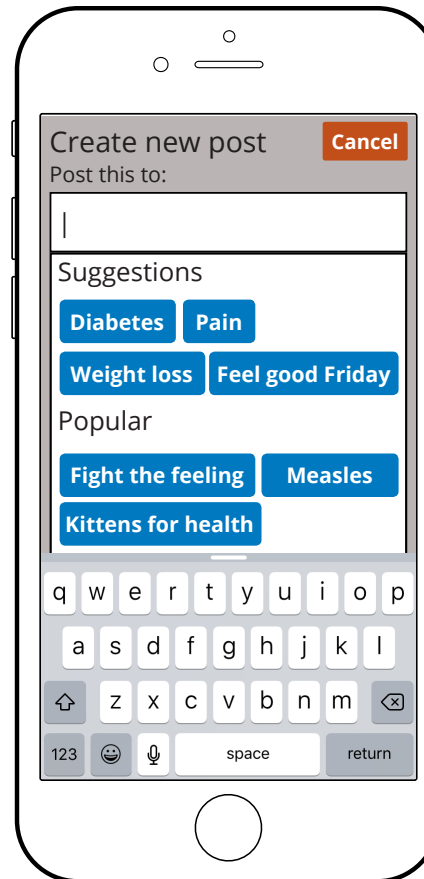 Create new post Cancel
Post this to:
Suggestions
Diabetes Pain
Weight loss Feel good Friday
Popular
Fight the feeling Measles
Kittens for health
q w e r t y u i o p
a s d f g h j k l
z x c v b n m
123 space return